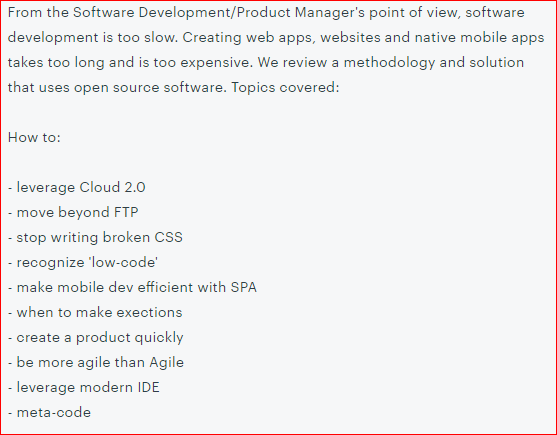 From the Software Development/Product Manager's point of view, software
development is too slow. Creating web apps, websites and native mobile apps
takes too long and is too expensive. We review a methodology and solution
that uses open source software. Topics covered:
How to:
- leverage Cloud 2.0
- move beyond FTP
- stop writing broken CSS
- recognize 'low-code'
- make mobile dev efficient with SPA
- when to make exections
- create a product quickly
- be more agile than Agile
- leverage modern IDE
- meta-code